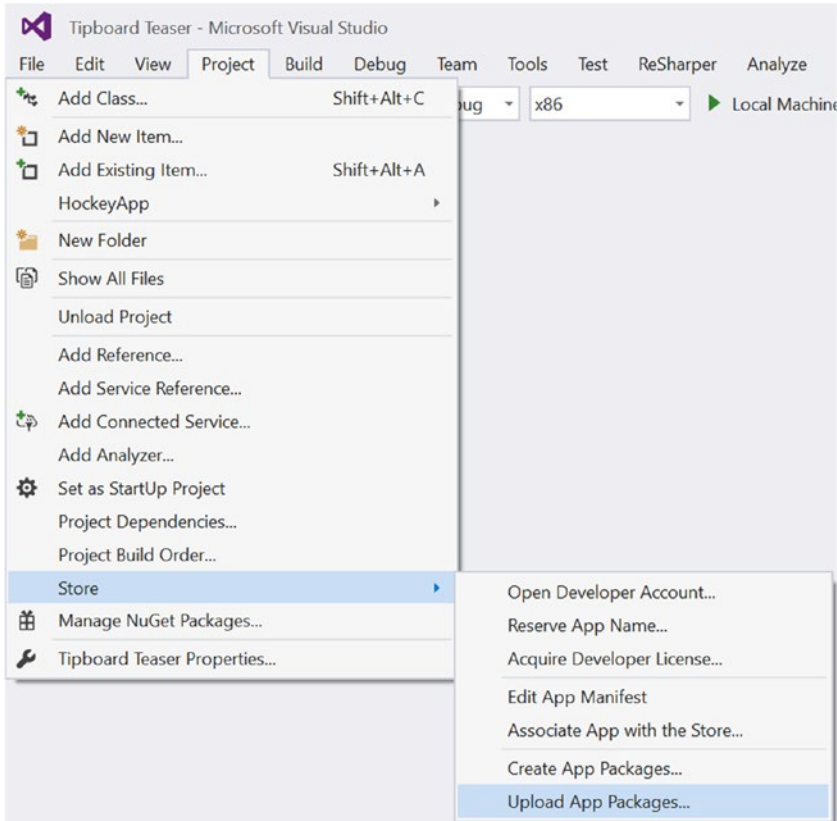 Tipboard Teaser - Microsoft Visual Studio
File Edit View Project Build Debug Team Tools Test ReSharper Analyze
Add Class... Shift+Alt+C
bug x86 Local Machine
Add New Item...
Add Existing Item... Shift+Alt+A
HockeyApp
New Folder
Show All Files
Unload Project
Add Reference...
Add Service Reference...
Add Connected Service...
Add Analyzer...
Set as StartUp Project
Project Dependencies...
Project Build Order...
Store
Manage NuGet Packages...
Tipboard Teaser Properties...
Open Developer Account...
Reserve App Name...
Acquire Developer License...
Edit App Manifest
Associate App with the Store...
Create App Packages...
Upload App Packages...